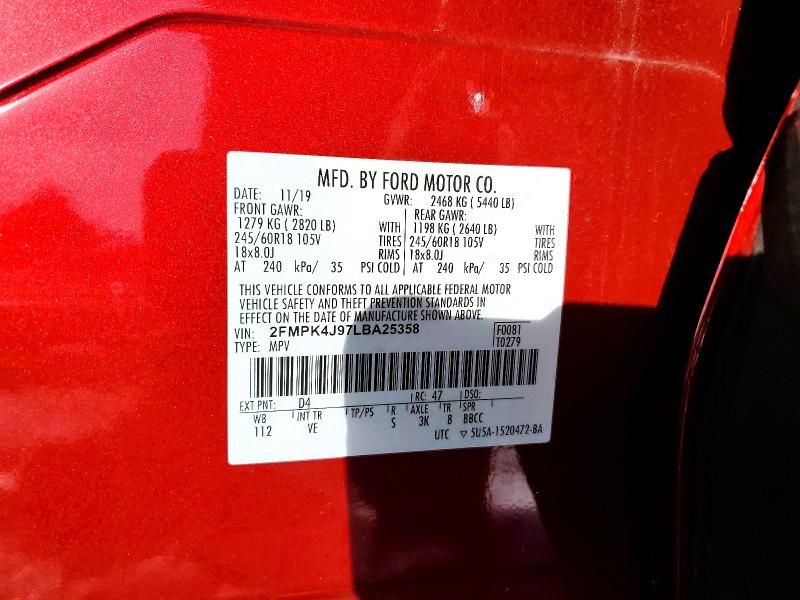 MFD. BY FORD MOTOR CO.
DATE: 11/19 GVWR: 2468 KG ( 5440 LB)
FRONT GAWR: REAR GAWR:
1279 KG ( 2820 LB) WITH 1198 KG ( 2640 LB) WITH
245/60R18 105V TIRES 245/60R18 105V TIRES
18x8.0J RIMS 18x8.0J RIMS
AT 240 kPa/ 35 PSI COLD AT 240 kPa/ 35 PSI COLD
THIS VEHICLE CONFORMS TO ALL APPLICABLE FEDERAL MOTOR
VEHICLE SAFETY AND THEFT PREVENTION STANDARDS IN
EFFECT ON THE DATE OF MANUFACTURE SHOWN ABOVE.
VIN: 2FMPK4J97LBA25358 F0081
TYPE: MPV T0279
EXT PNT: D4 RC: 47 DSO:
WB INT TR TP/PS R AXLE TR SPR
112 VE S 3K 8 BBCC
UTC ▽ 5U5A-1520472-BA